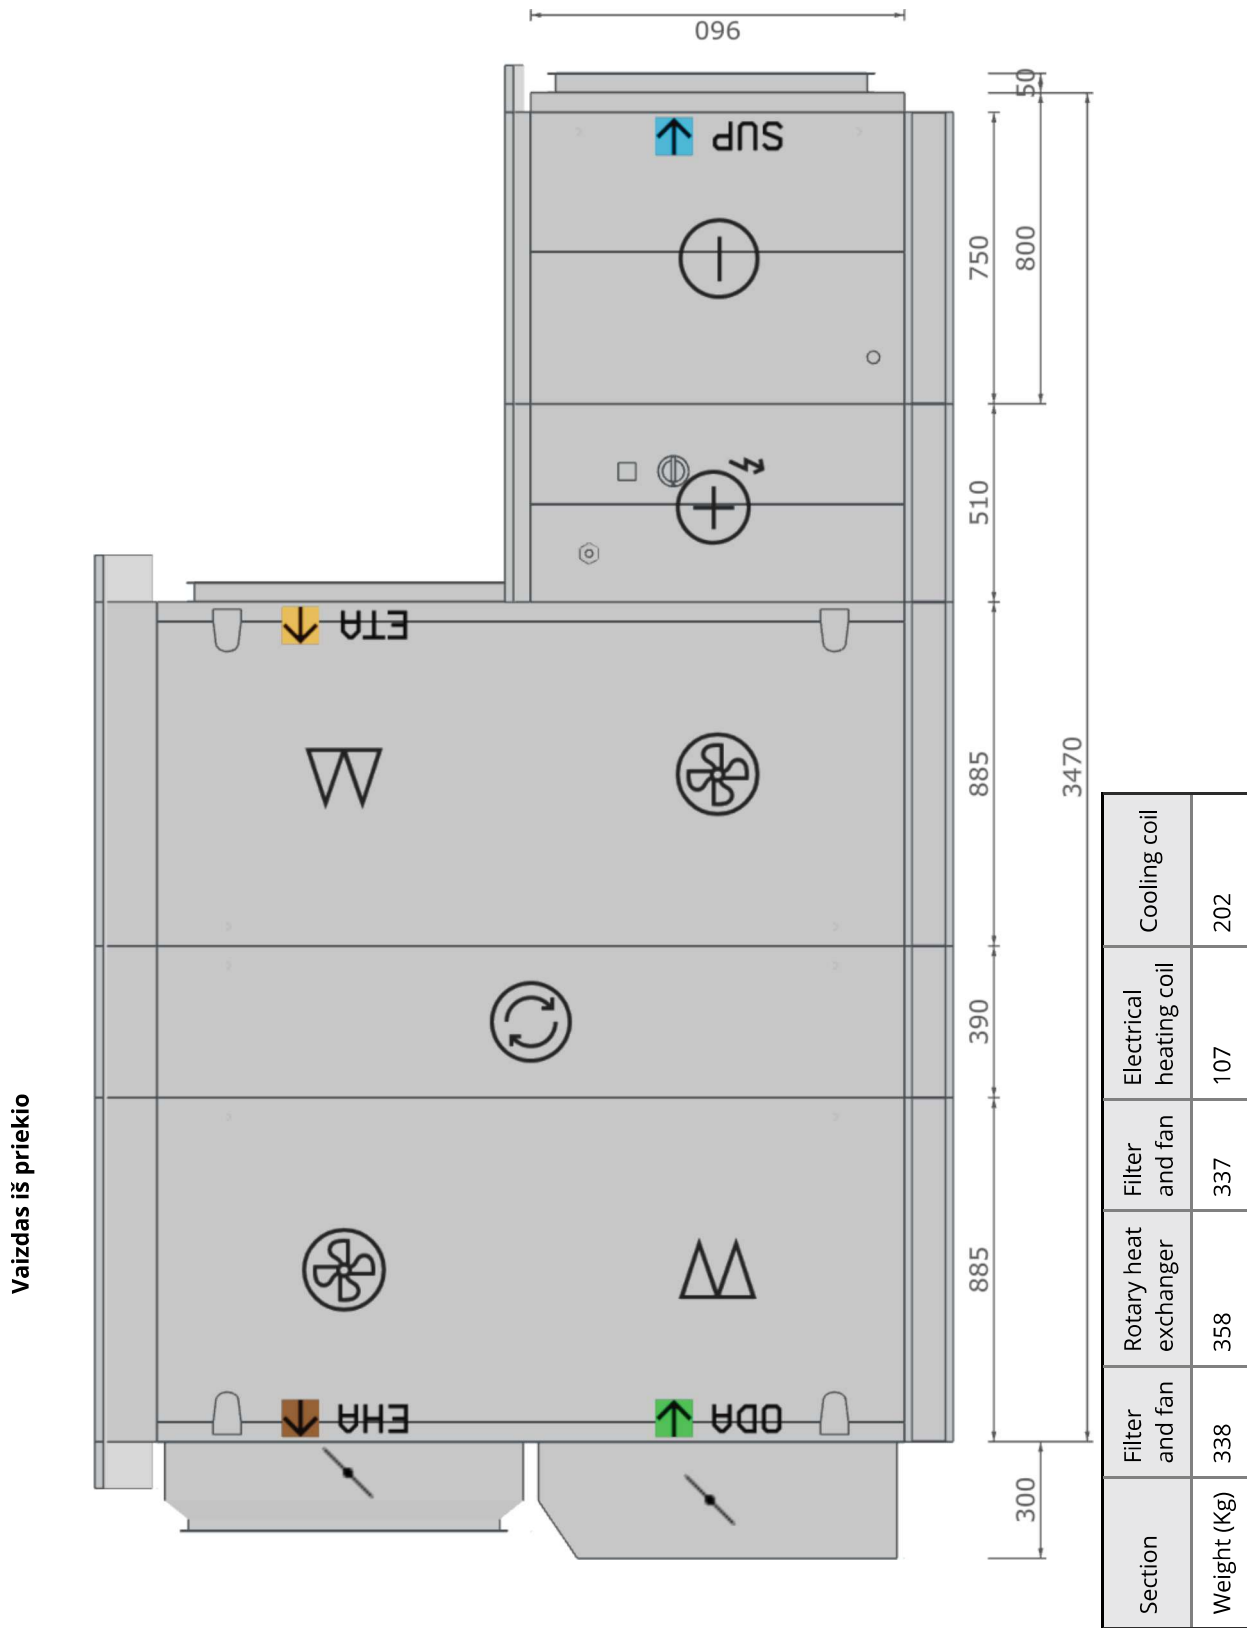 Vaizdas iš priekio
960
50
SUP
750
800
510
ETA
885
3470
390
885
EHA
ODA
300
Section
Filter
and fan
Rotary heat
exchanger
Filter
and fan
Electrical
heating coil
Cooling coil
Weight (Kg)
338
358
337
107
202